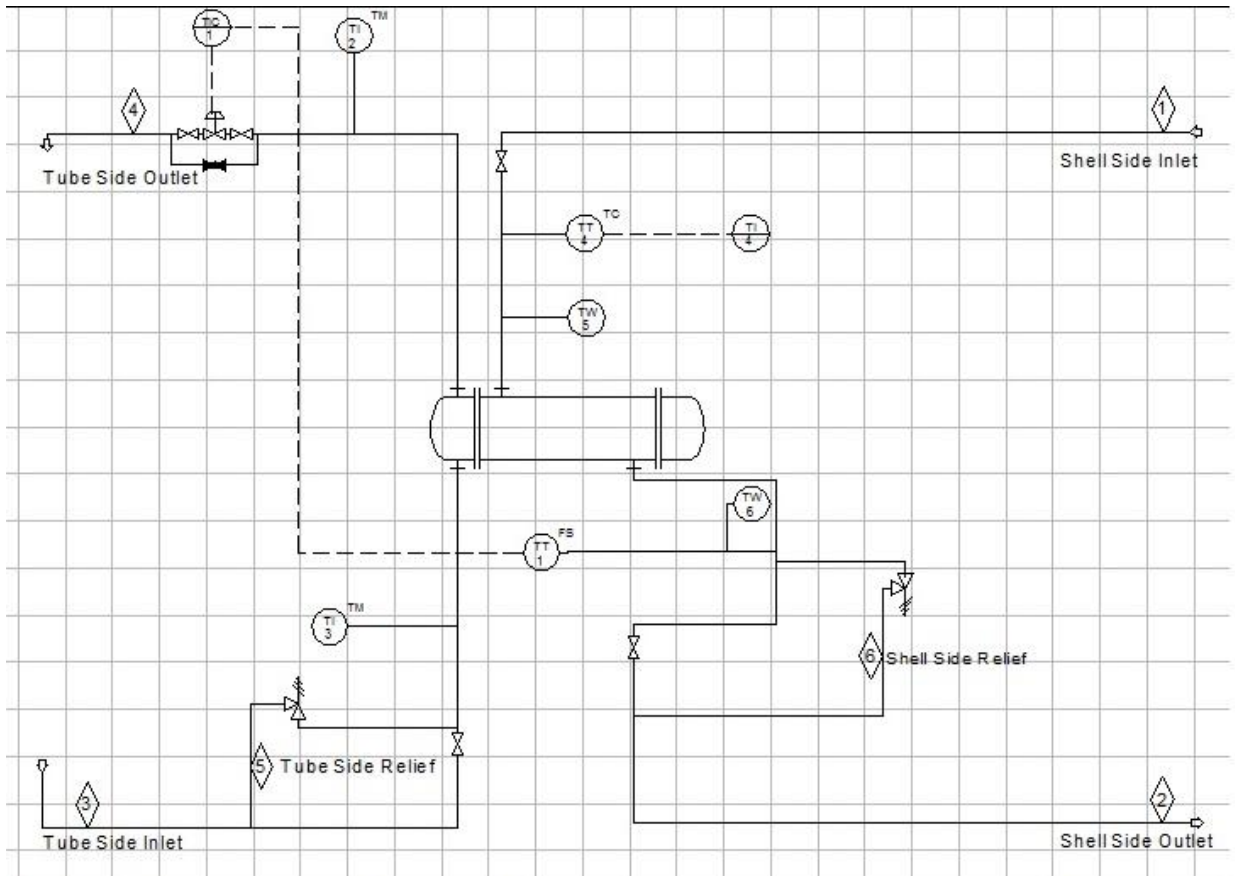 TIC
1
TI
2
TM
4
1
Tube Side Outlet
Shell Side Inlet
TT
4
TC
TI
4
TW
5
TW
6
TT
1
FS
TI
3
TM
6
Shell Side Relief
5
Tube Side Relief
3
2
Tube Side Inlet
Shell Side Outlet